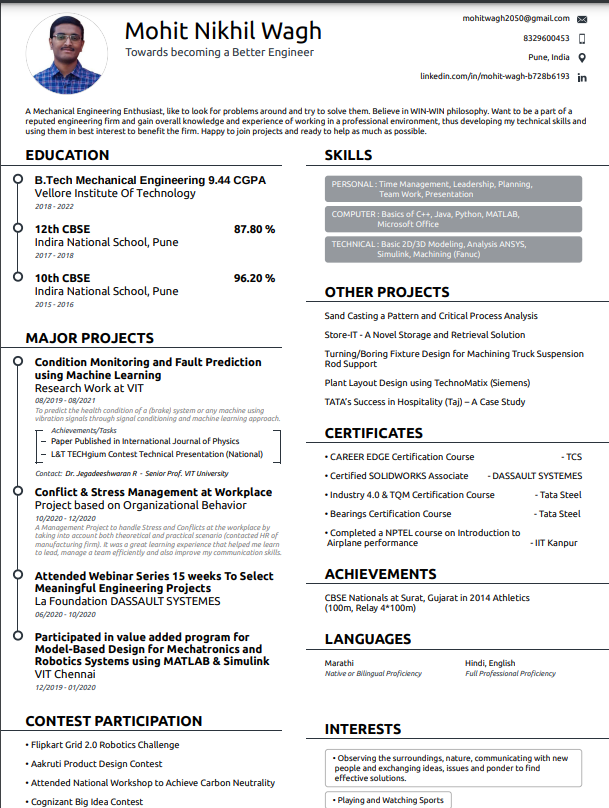 Mohit Nikhil Wagh
Towards becoming a Better Engineer
mohitwagh2050@gmail.com
8329600453
Pune, India
linkedin.com/in/mohit-wagh-b728b6193
A Mechanical Engineering Enthusiast, like to look for problems around and try to solve them. Believe in WIN-WIN philosophy. Want to be a part of a
reputed engineering firm and gain overall knowledge and experience of working in a professional environment, thus developing my technical skills and
using them in best interest to benefit the firm. Happy to join projects and ready to help as much as possible.
EDUCATION
B.Tech Mechanical Engineering 9.44 CGPA
Vellore Institute Of Technology
2018 - 2022
12th CBSE 87.80 %
Indira National School, Pune
2017 - 2018
10th CBSE 96.20 %
Indira National School, Pune
2015 - 2016
MAJOR PROJECTS
Condition Monitoring and Fault Prediction
using Machine Learning
Research Work at VIT
08/2019 - 08/2021
To predict the health condition of a (brake) system or any machine using
vibration signals through signal conditioning and machine learning approach.
Achievements/Tasks
– Paper Published in International Journal of Physics
– L&T TECHgium Contest Technical Presentation (National)
Contact: Dr. Jegadeeshwaran R - Senior Prof. VIT University
Conflict & Stress Management at Workplace
Project based on Organizational Behavior
10/2020 - 12/2020
A Management Project to handle Stress and Conflicts at the workplace by
taking into account both theoretical and practical scenario (contacted HR of
manufacturing firm). It was a great learning experience that helped me learn
to lead, manage a team efficiently and also improve my communication skills.
Attended Webinar Series 15 weeks To Select
Meaningful Engineering Projects
La Foundation DASSAULT SYSTEMES
06/2020 - 10/2020
Participated in value added program for
Model-Based Design for Mechatronics and
Robotics Systems using MATLAB & Simulink
VIT Chennai
12/2019 - 01/2020
CONTEST PARTICIPATION
• Flipkart Grid 2.0 Robotics Challenge
• Aakruti Product Design Contest
• Attended National Workshop to Achieve Carbon Neutrality
• Cognizant Big Idea Contest
SKILLS
PERSONAL : Time Management, Leadership, Planning,
Team Work, Presentation
COMPUTER : Basics of C++, Java, Python, MATLAB,
Microsoft Office
TECHNICAL : Basic 2D/3D Modeling, Analysis ANSYS,
Simulink, Machining (Fanuc)
OTHER PROJECTS
Sand Casting a Pattern and Critical Process Analysis
Store-IT - A Novel Storage and Retrieval Solution
Turning/Boring Fixture Design for Machining Truck Suspension
Rod Support
Plant Layout Design using TechnoMatix (Siemens)
TATA's Success in Hospitality (Taj) – A Case Study
CERTIFICATES
• CAREER EDGE Certification Course - TCS
• Certified SOLIDWORKS Associate - DASSAULT SYSTEMES
• Industry 4.0 & TQM Certification Course - Tata Steel
• Bearings Certification Course - Tata Steel
• Completed a NPTEL course on Introduction to
Airplane performance - IIT Kanpur
ACHIEVEMENTS
CBSE Nationals at Surat, Gujarat in 2014 Athletics
(100m, Relay 4*100m)
LANGUAGES
Marathi Hindi, English
Native or Bilingual Proficiency Full Professional Proficiency
INTERESTS
• Observing the surroundings, nature, communicating with new
people and exchanging ideas, issues and ponder to find
effective solutions.
• Playing and Watching Sports